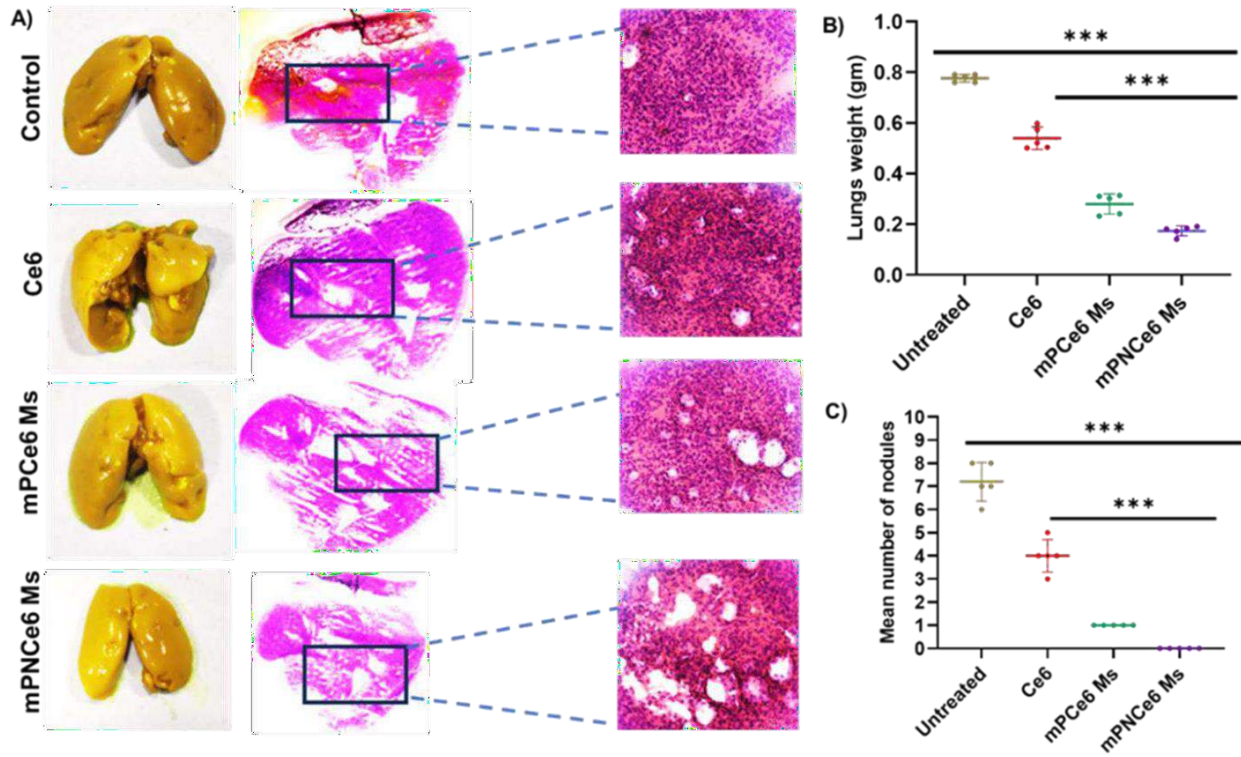 A)
Control
Ce6
mPCe6 Ms
mPNCe6 Ms
B)
Lungs weight (gm)
1.0
0.8
0.6
0.4
0.2
0.0
***
***
Untreated
Ce6
mPCe6 Ms
mPNCe6 Ms
C)
Mean number of nodules
10
9
8
7
6
5
4
3
2
1
0
***
***
Untreated
Ce6
mPCe6 Ms
mPNCe6 Ms